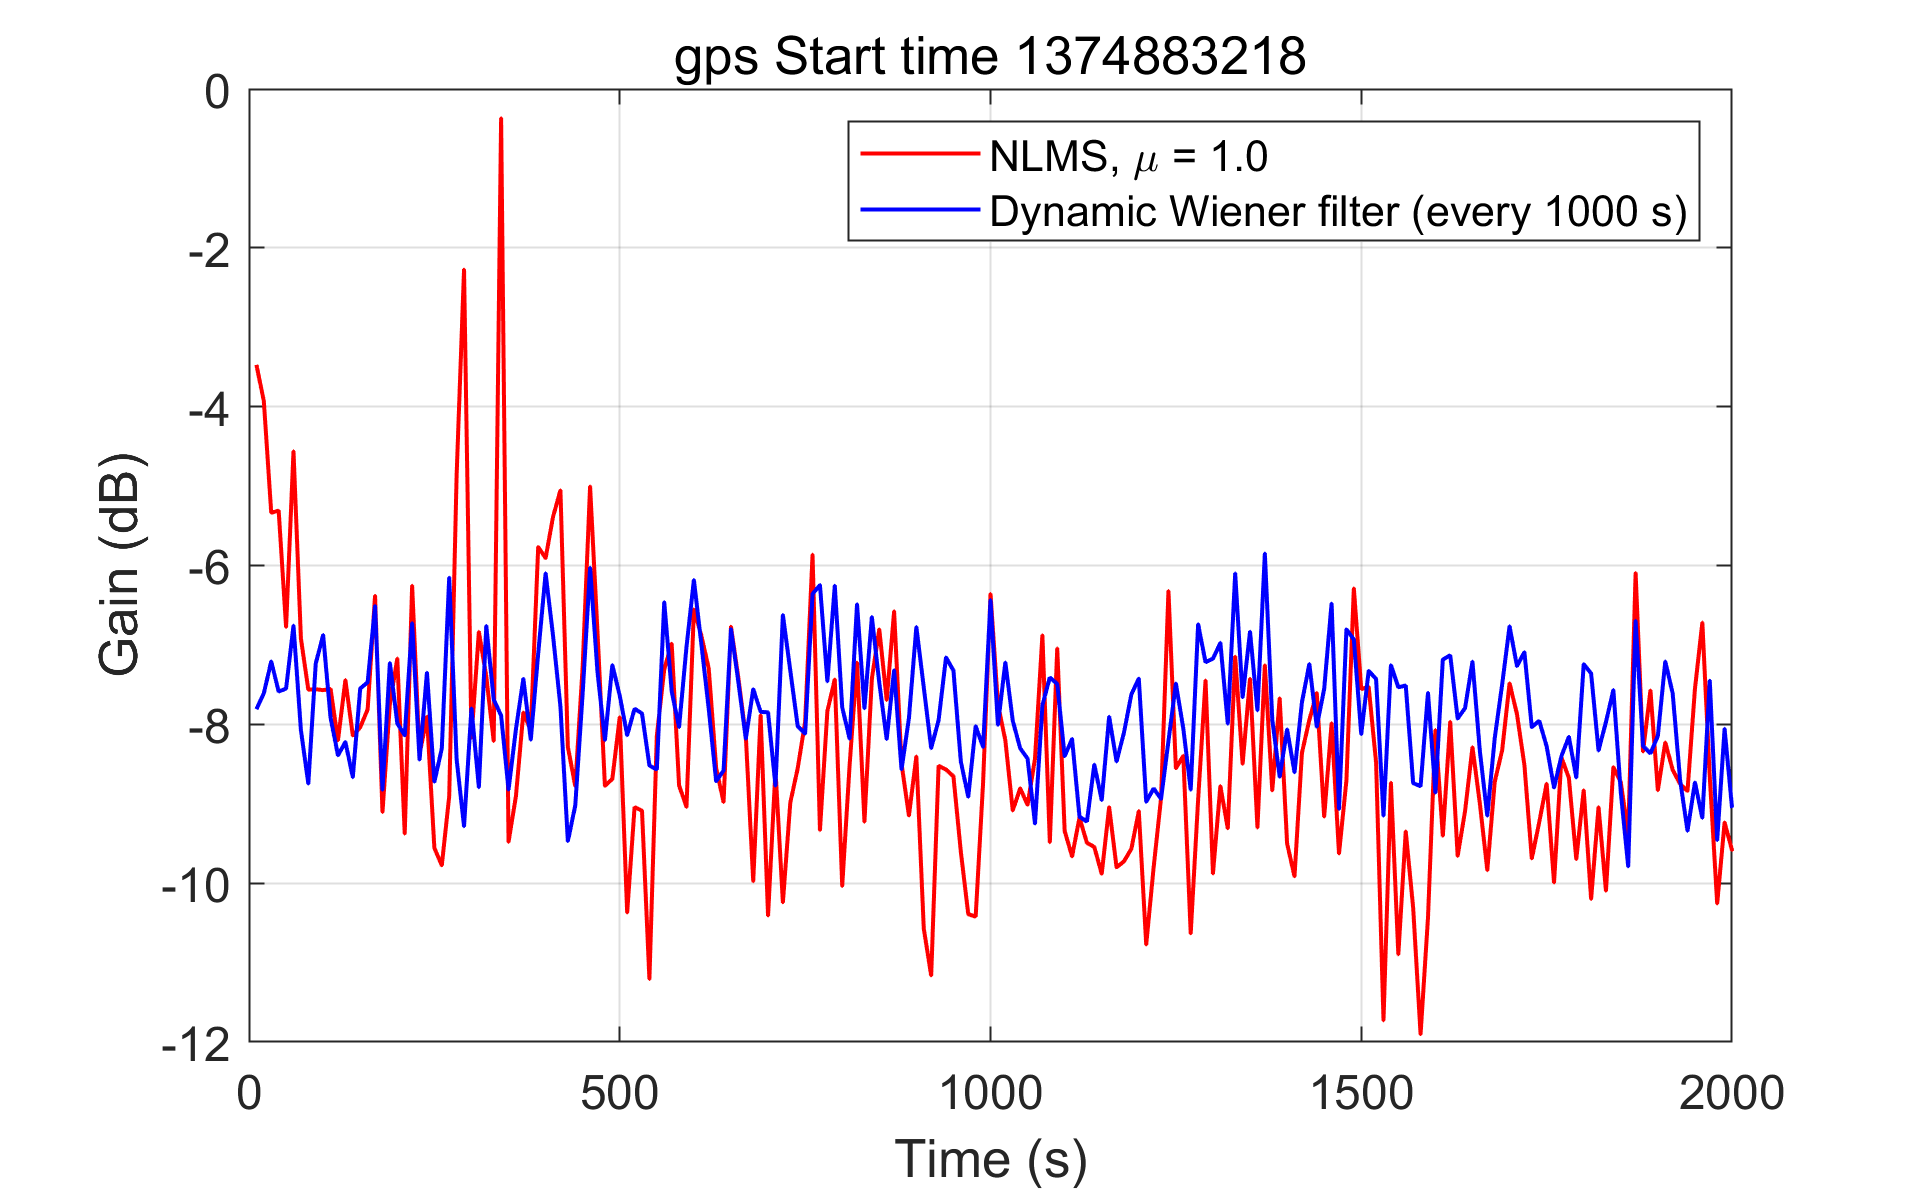 gps Start time 1374883218
0
-2
-4
-6
-8
-10
-12
Gain (dB)
NLMS, μ = 1.0
Dynamic Wiener filter (every 1000 s)
0 500 1000 1500 2000
Time (s)